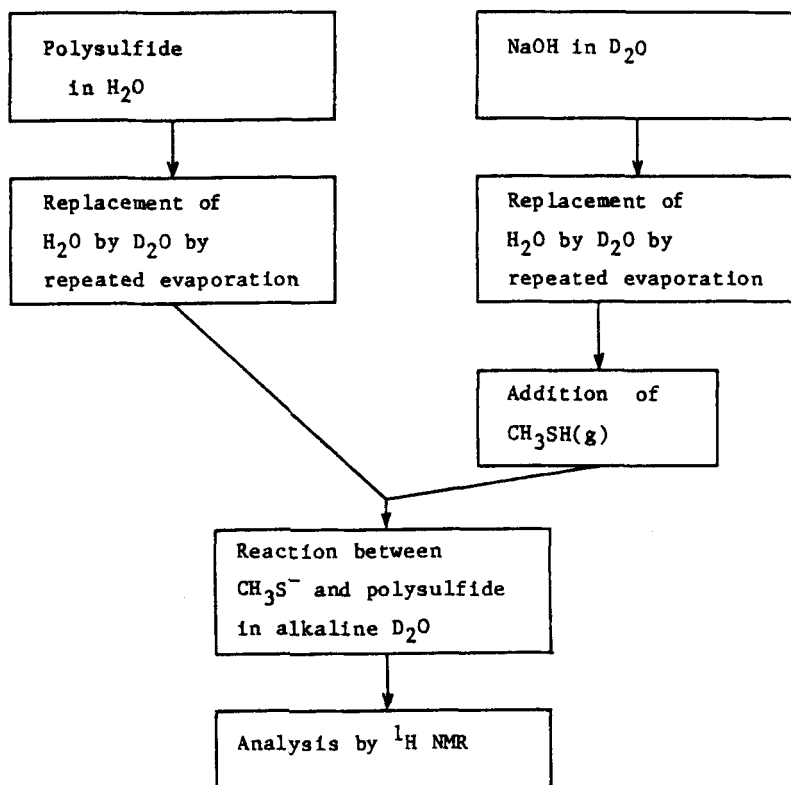 Polysulfide
in H₂O
NaOH in D₂O
Replacement of
H₂O by D₂O by
repeated evaporation
Replacement of
H₂O by D₂O by
repeated evaporation
Addition of
CH₃SH(g)
Reaction between
CH₃S⁻ and polysulfide
in alkaline D₂O
Analysis by ¹H NMR